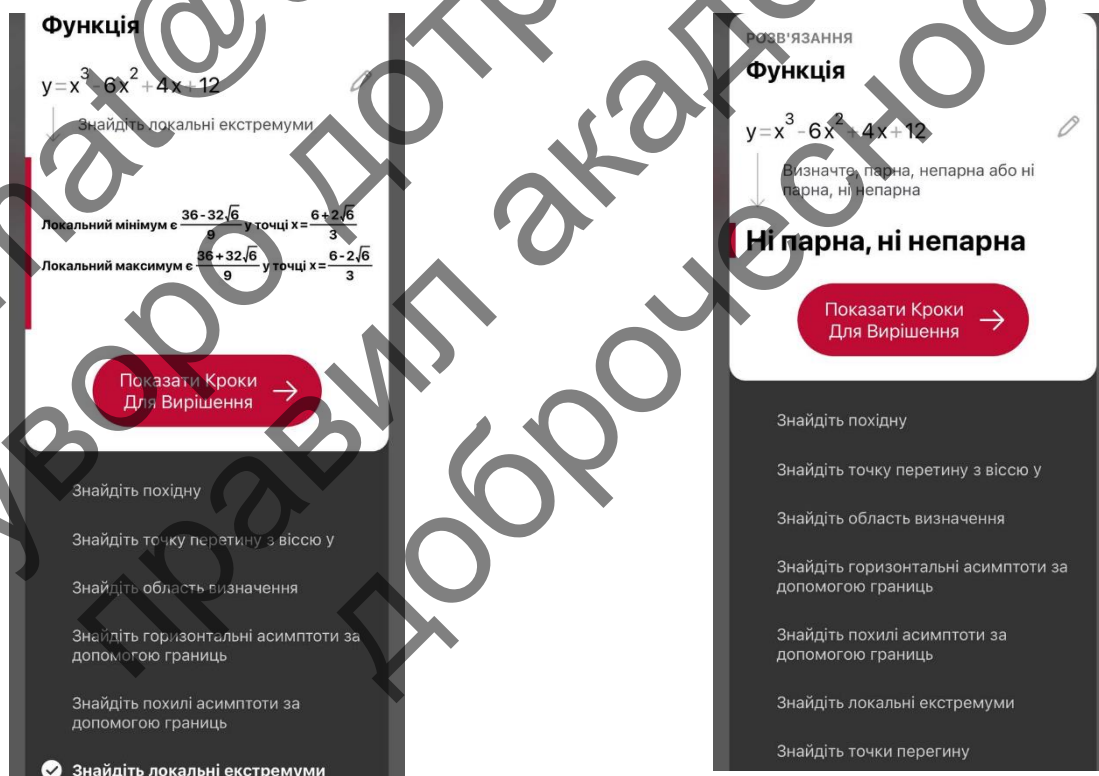 Функція
y=x³-6x²+4x+12
Знайдіть локальні екстремуми
Локальний мінімум є (36-32√6)/9 у точці x=(6+2√6)/3
Локальний максимум є (36+32√6)/9 у точці x=(6-2√6)/3
Показати Кроки
Для Вирішення
Знайдіть похідну
Знайдіть точку перетину з віссю y
Знайдіть область визначення
Знайдіть горизонтальні асимптоти за
допомогою границь
Знайдіть похилі асимптоти за
допомогою границь
Знайдіть локальні екстремуми
РОЗВ'ЯЗАННЯ
Функція
y=x³-6x²+4x+12
Визначте, парна, непарна або ні
парна, ні непарна
Ні парна, ні непарна
Показати Кроки
Для Вирішення
Знайдіть похідну
Знайдіть точку перетину з віссю y
Знайдіть область визначення
Знайдіть горизонтальні асимптоти за
допомогою границь
Знайдіть похилі асимптоти за
допомогою границь
Знайдіть локальні екстремуми
Знайдіть точки перегину
правил